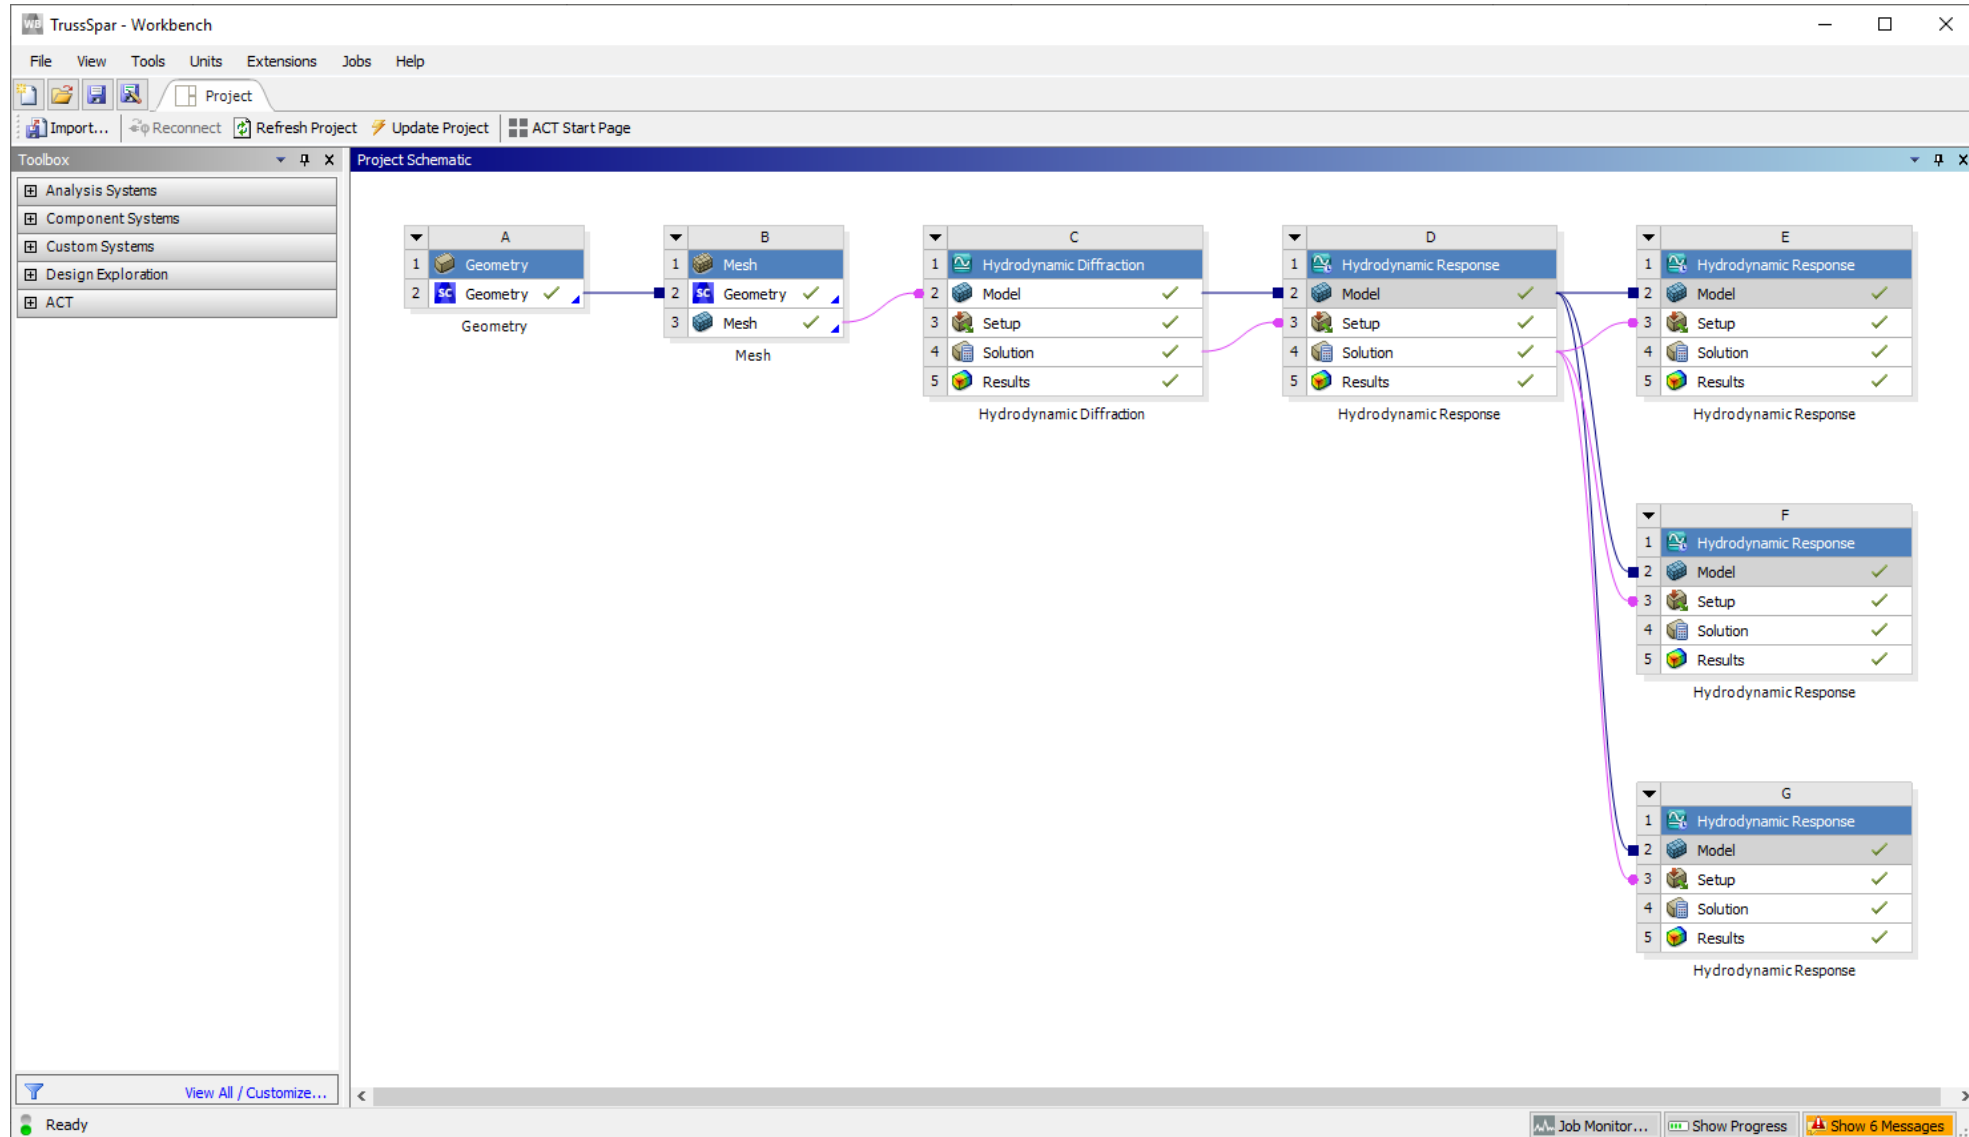 TrussSpar - Workbench
File View Tools Units Extensions Jobs Help
Project
Import... Reconnect Refresh Project Update Project ACT Start Page
Toolbox
Analysis Systems
Component Systems
Custom Systems
Design Exploration
ACT
View All / Customize...
Project Schematic
A
1 Geometry
2 SC Geometry
Geometry
B
1 Mesh
2 SC Geometry
3 Mesh
Mesh
C
1 Hydrodynamic Diffraction
2 Model
3 Setup
4 Solution
5 Results
Hydrodynamic Diffraction
D
1 Hydrodynamic Response
2 Model
3 Setup
4 Solution
5 Results
Hydrodynamic Response
E
1 Hydrodynamic Response
2 Model
3 Setup
4 Solution
5 Results
Hydrodynamic Response
F
1 Hydrodynamic Response
2 Model
3 Setup
4 Solution
5 Results
Hydrodynamic Response
G
1 Hydrodynamic Response
2 Model
3 Setup
4 Solution
5 Results
Hydrodynamic Response
Ready
Job Monitor... Show Progress Show 6 Messages